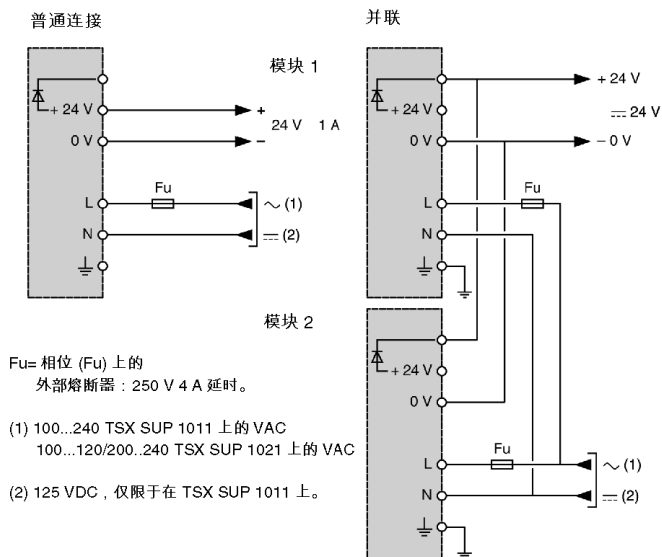 普通连接
并联
模块 1
+ 24 V
+
24 V 1 A
0 V
−
L
Fu
(1)
N
(2)
+ 24 V
+ 24 V
24 V
0 V
− 0 V
L
Fu
N
模块 2
+ 24 V
0 V
L
Fu
(1)
N
(2)
Fu= 相位 (Fu) 上的
外部熔断器 : 250 V 4 A 延时。
(1) 100...240 TSX SUP 1011 上的 VAC
100...120/200..240 TSX SUP 1021 上的 VAC
(2) 125 VDC , 仅限于在 TSX SUP 1011 上。